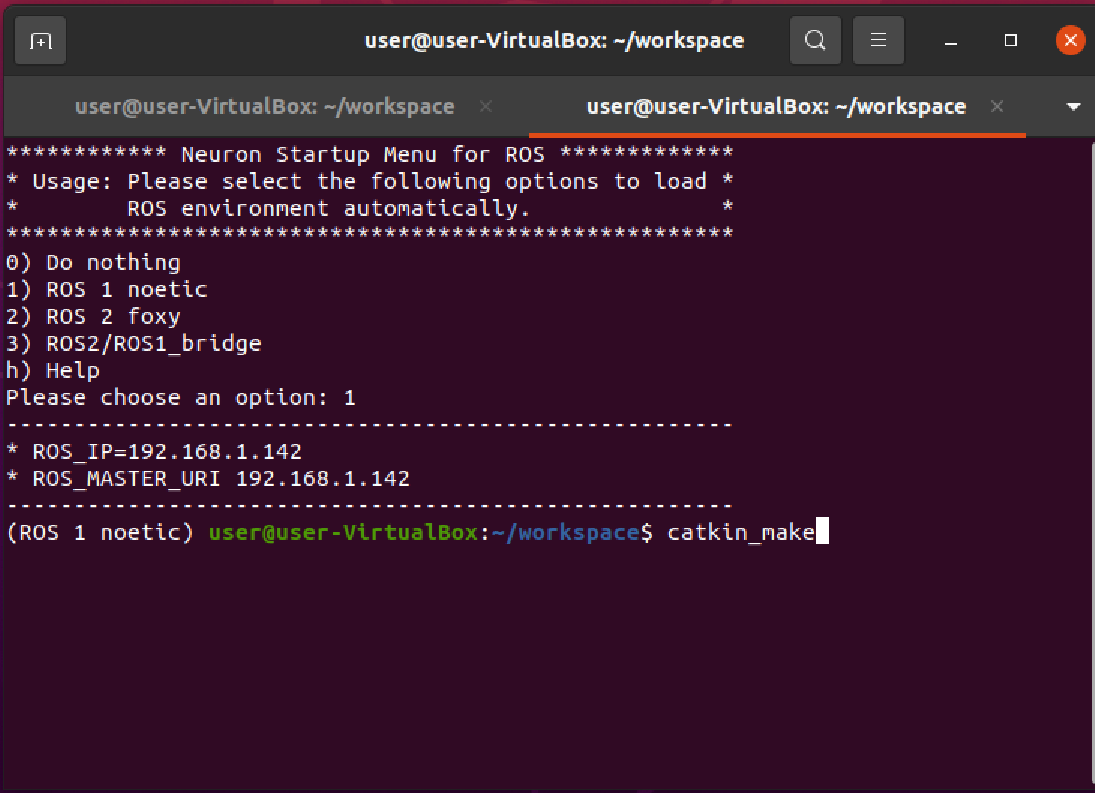 user@user-VirtualBox: ~/workspace
user@user-VirtualBox: ~/workspace
user@user-VirtualBox: ~/workspace
************ Neuron Startup Menu for ROS *************
* Usage: Please select the following options to load *
*        ROS environment automatically.              *
******************************************************
0) Do nothing
1) ROS 1 noetic
2) ROS 2 foxy
3) ROS2/ROS1_bridge
h) Help
Please choose an option: 1
------------------------------------------------------
* ROS_IP=192.168.1.142
* ROS_MASTER_URI 192.168.1.142
------------------------------------------------------
(ROS 1 noetic) user@user-VirtualBox:~/workspace$ catkin_make